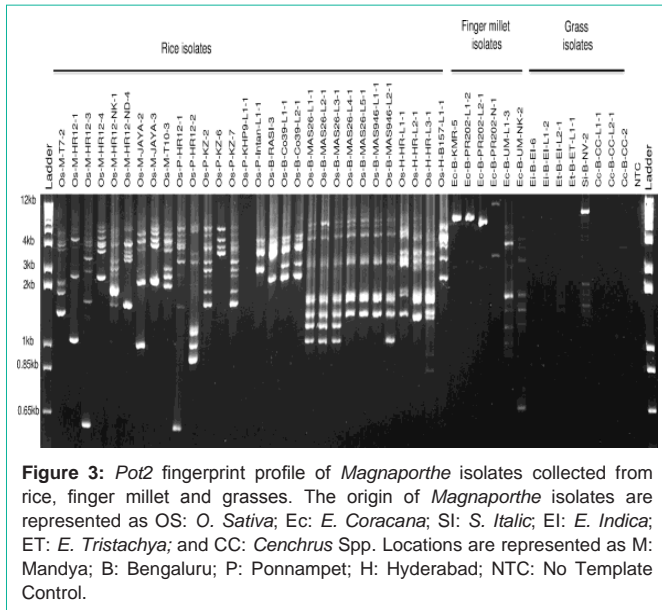 Rice isolates
Finger millet
isolates
Grass
isolates
Ladder
Os-M-T7-2
Os-M-HR12-1
Os-M-HR12-3
Os-M-HR12-4
Os-M-HR12-NK-1
Os-M-HR12-ND-4
Os-M-JAYA-2
Os-M-JAYA-3
Os-M-T10-3
Os-P-HR12-1
Os-P-HR12-2
Os-P-KZ-2
Os-P-KZ-6
Os-P-KZ-7
Os-P-KHP9-L1-1
Os-P-Intan-L1-1
Os-B-RASI-3
Os-B-Co39-L1-1
Os-B-Co39-L2-1
Os-B-MAS26-L1-1
Os-B-MAS26-L2-1
Os-B-MAS26-L3-1
Os-B-MAS26-L4-1
Os-B-MAS26-L5-1
Os-B-MAS946-L1-1
Os-B-MAS946-L2-1
Os-H-HR-L1-1
Os-H-HR-L2-1
Os-H-HR-L3-1
Os-H-B157-L1-1
Ec-B-KMR-5
Ec-B-PR202-L1-2
Ec-B-PR202-L2-1
Ec-B-PR202-N-1
Ec-B-UM-L1-3
Ec-B-UM-NK-2
Ei-B-EI-6
Ei-B-EI-L1-2
Ei-B-EI-L2-1
Et-B-ET-L1-1
Si-B-NV-2
Cc-B-CC-L1-1
Cc-B-CC-L2-1
Cc-B-CC-2
NTC
Ladder
12kb
4kb
3kb
2kb
1kb
0.85kb
0.65kb
Figure 3: Pot2 fingerprint profile of Magnaporthe isolates collected from
rice, finger millet and grasses. The origin of Magnaporthe isolates are
represented as OS: O. Sativa; Ec: E. Coracana; SI: S. Italic; EI: E. Indica;
ET: E. Tristachya; and CC: Cenchrus Spp. Locations are represented as M:
Mandya; B: Bengaluru; P: Ponnampet; H: Hyderabad; NTC: No Template
Control.